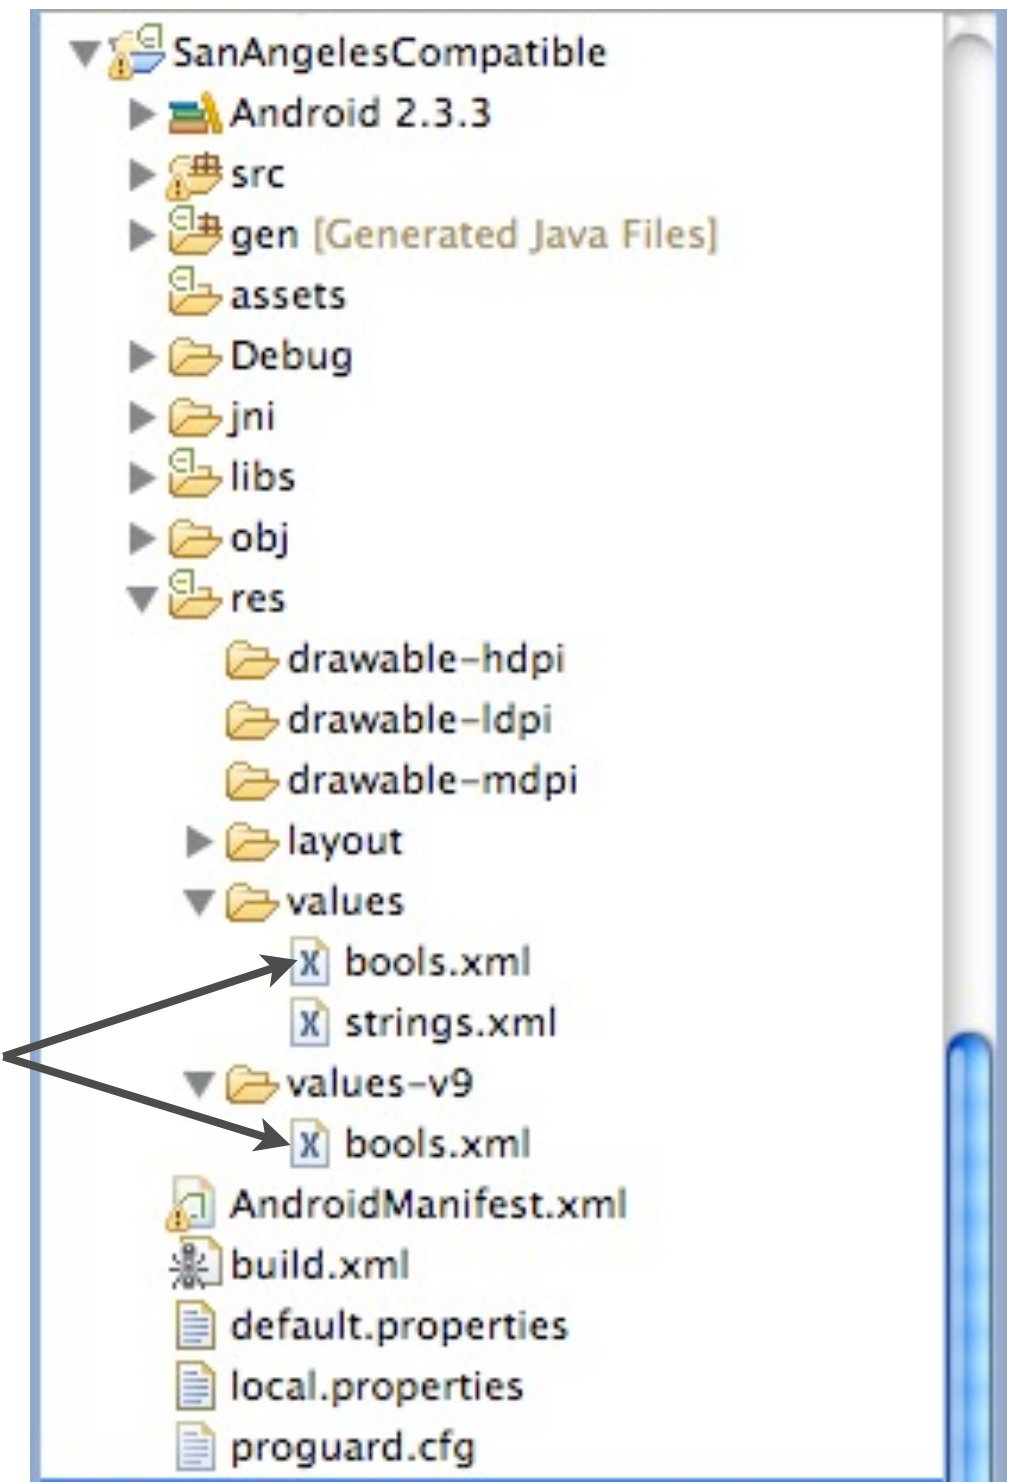 SanAngelesCompatible
Android 2.3.3
src
gen [Generated Java Files]
assets
Debug
jni
libs
obj
res
drawable-hdpi
drawable-ldpi
drawable-mdpi
layout
values
bools.xml
strings.xml
values-v9
bools.xml
AndroidManifest.xml
build.xml
default.properties
local.properties
proguard.cfg